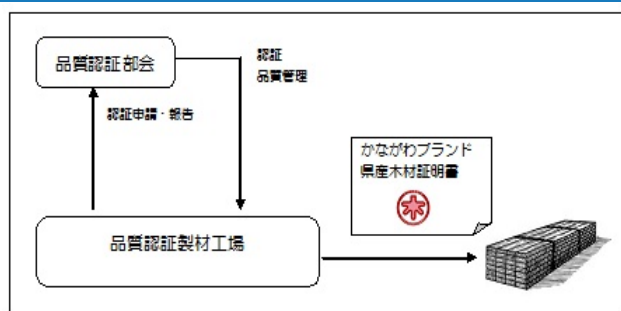 品質認証部会
認証
品質管理
認証申請・報告
かながわブランド
県産木材証明書
品質認証製材工場